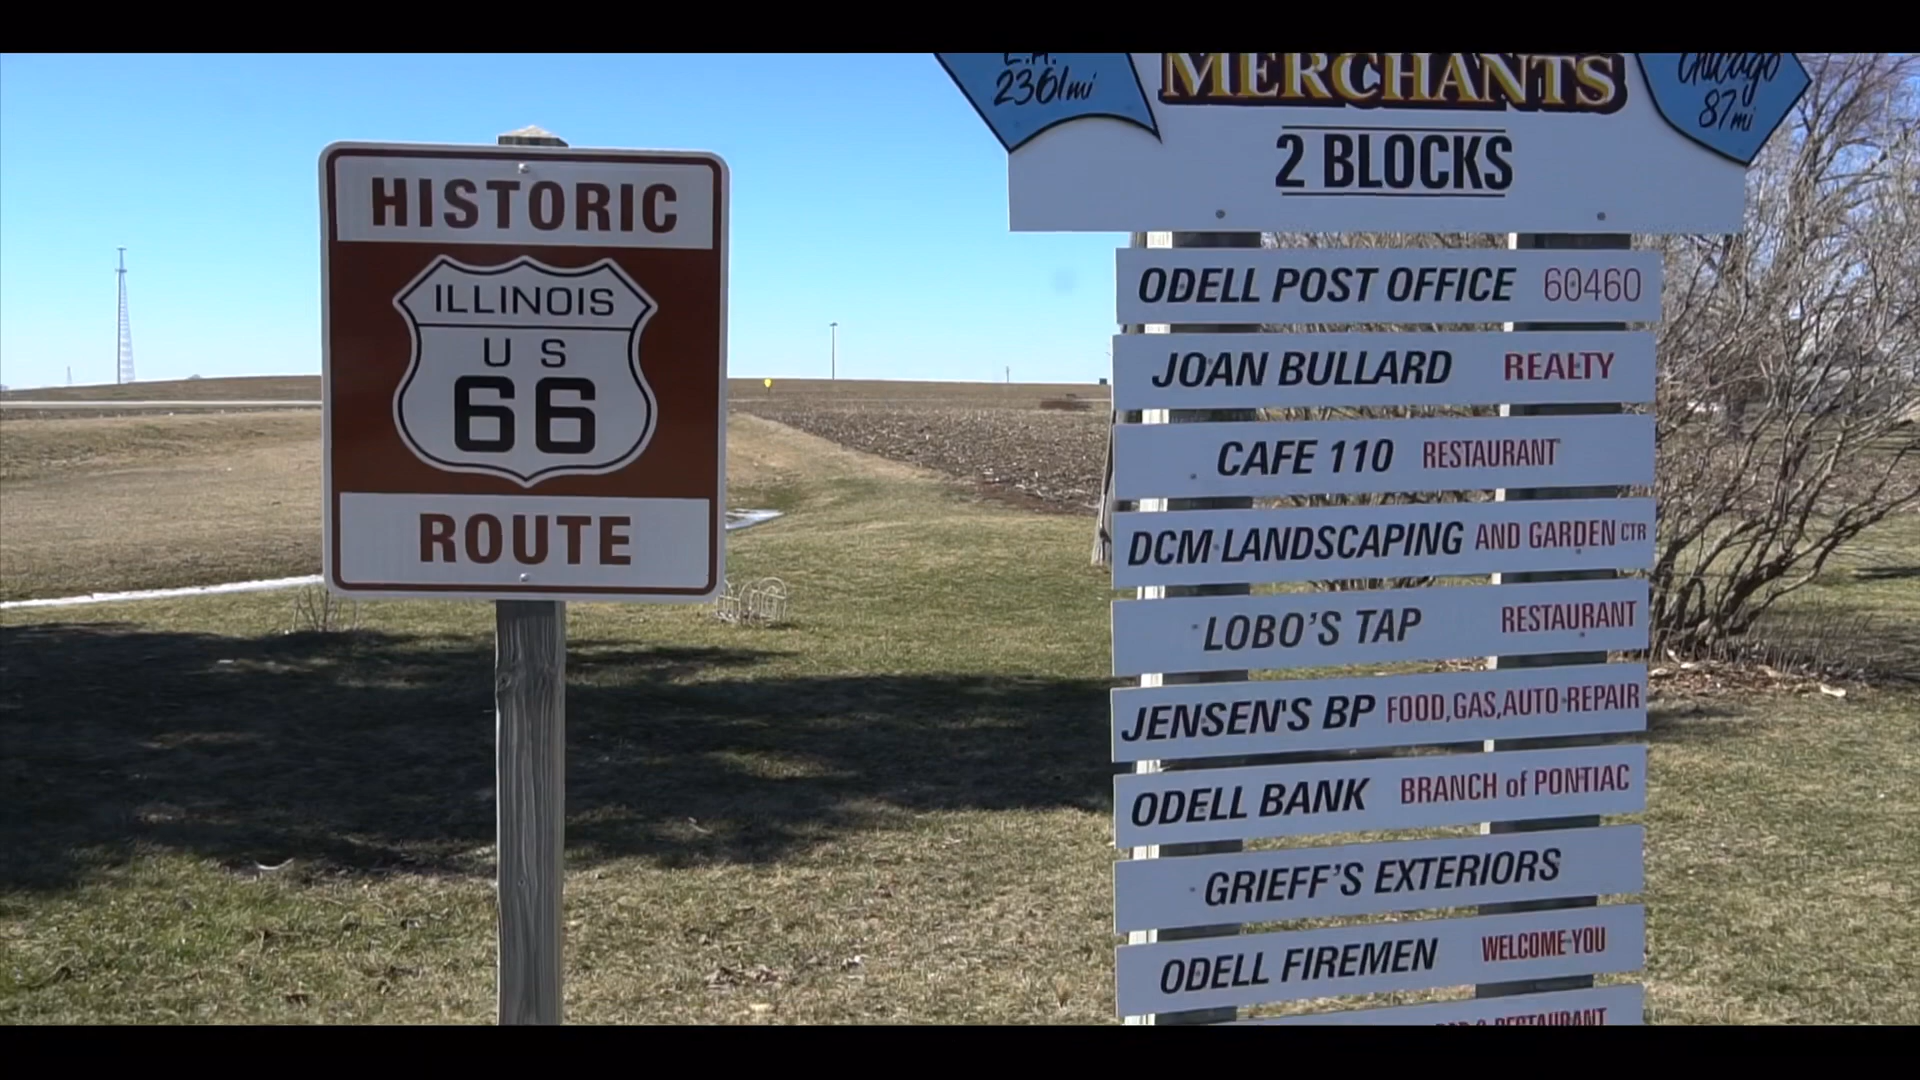 HISTORIC
ILLINOIS
U S
66
ROUTE
2361mi
MERCHANTS
Chicago
87mi
2 BLOCKS
ODELL POST OFFICE 60460
JOAN BULLARD REALTY
CAFE 110 RESTAURANT
DCM LANDSCAPING AND GARDEN CTR
LOBO'S TAP RESTAURANT
JENSEN'S BP FOOD, GAS, AUTO REPAIR
ODELL BANK BRANCH of PONTIAC
GRIEFF'S EXTERIORS
ODELL FIREMEN WELCOME YOU
RESTAURANT